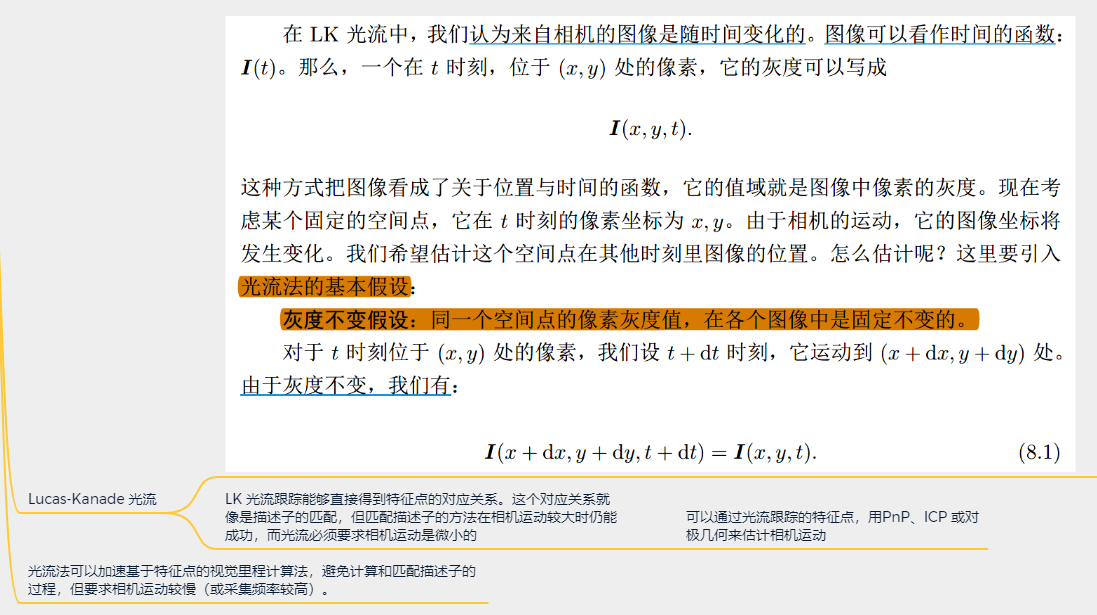 在 LK 光流中，我们认为来自相机的图像是随时间变化的。图像可以看作时间的函数：
I(t)。那么，一个在 t 时刻，位于 (x, y) 处的像素，它的灰度可以写成
I(x, y, t).
这种方式把图像看成了关于位置与时间的函数，它的值域就是图像中像素的灰度。现在考
虑某个固定的空间点，它在 t 时刻的像素坐标为 x, y。由于相机的运动，它的图像坐标将
发生变化。我们希望估计这个空间点在其他时刻里图像的位置。怎么估计呢？这里要引入
光流法的基本假设：
灰度不变假设：同一个空间点的像素灰度值，在各个图像中是固定不变的。
对于 t 时刻位于 (x, y) 处的像素，我们设 t + dt 时刻，它运动到 (x + dx, y + dy) 处。
由于灰度不变，我们有：
I(x + dx, y + dy, t + dt) = I(x, y, t). (8.1)
Lucas-Kanade 光流
LK 光流跟踪能够直接得到特征点的对应关系。这个对应关系就
像是描述子的匹配，但匹配描述子的方法在相机运动较大时仍能
成功，而光流必须要求相机运动是微小的
可以通过光流跟踪的特征点，用PnP、ICP 或对
极几何来估计相机运动
光流法可以加速基于特征点的视觉里程计算法，避免计算和匹配描述子的
过程，但要求相机运动较慢（或采集频率较高）。